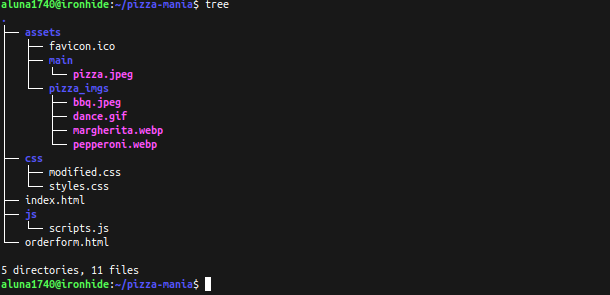 aluna1740@ironhide:~/pizza-mania$ tree
.
├── assets
│   ├── favicon.ico
│   ├── main
│   │   └── pizza.jpeg
│   └── pizza_imgs
│       ├── bbq.jpeg
│       ├── dance.gif
│       ├── margherita.webp
│       └── pepperoni.webp
├── css
│   ├── modified.css
│   └── styles.css
├── index.html
├── js
│   └── scripts.js
└── orderform.html

5 directories, 11 files
aluna1740@ironhide:~/pizza-mania$